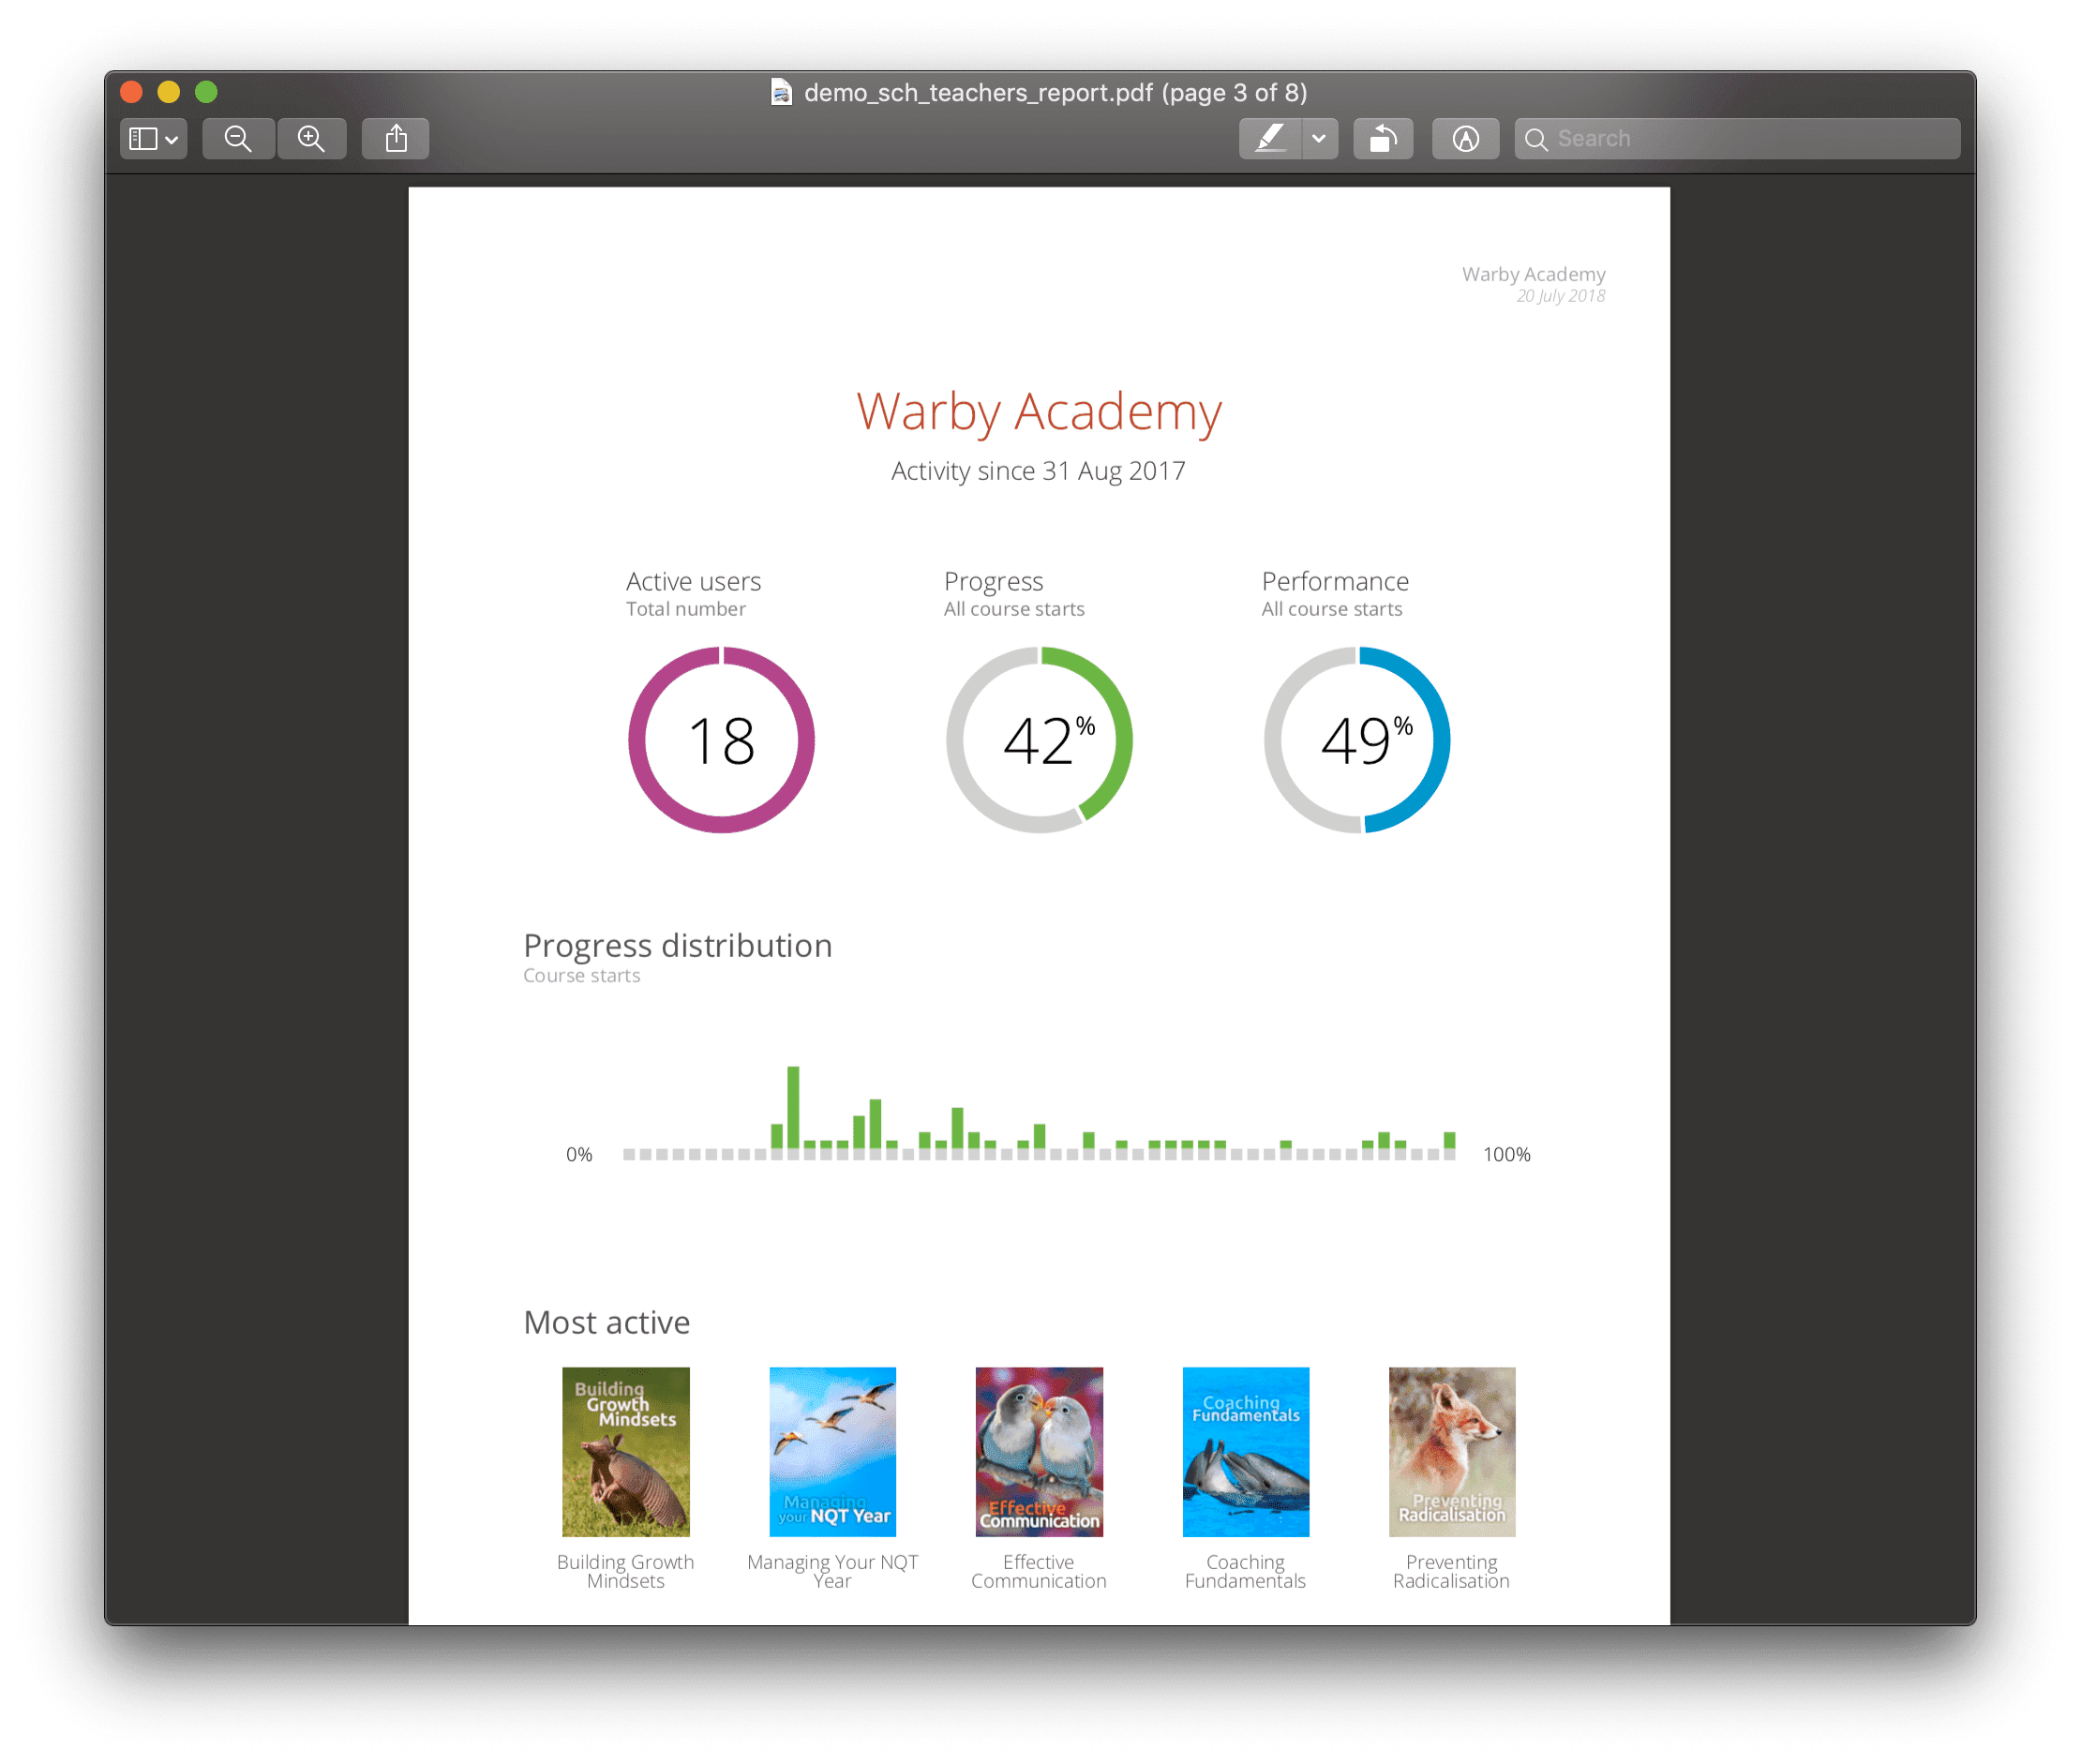 demo_sch_teachers_report.pdf (page 3 of 8)
Search
Warby Academy
20 July 2018
Warby Academy
Activity since 31 Aug 2017
Active users
Total number
18
Progress
All course starts
42%
Performance
All course starts
49%
Progress distribution
Course starts
0%
100%
Most active
Building
Growth
Mindsets
Building Growth
Mindsets
Managing
your NQT Year
Managing Your NQT
Year
Effective
Communication
Effective
Communication
Coaching
Fundamentals
Coaching
Fundamentals
Preventing
Radicalisation
Preventing
Radicalisation